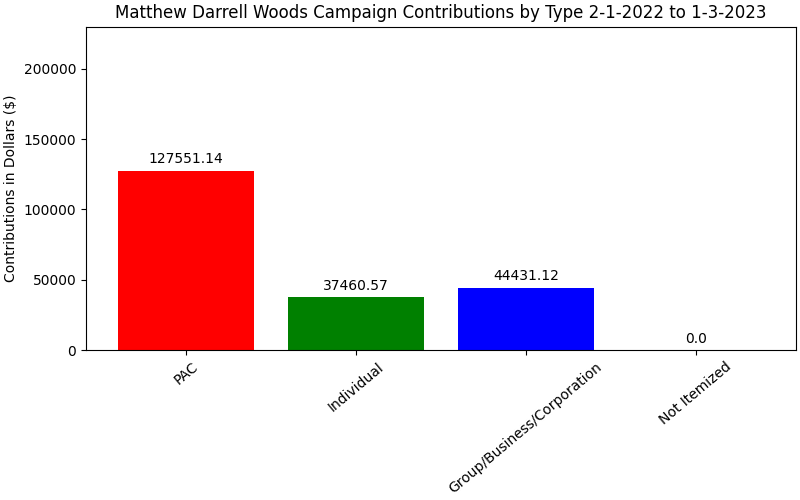 Matthew Darrell Woods Campaign Contributions by Type 2-1-2022 to 1-3-2023
Contributions in Dollars ($)
200000
150000
100000
50000
0
127551.14
37460.57
44431.12
0.0
PAC
Individual
Group/Business/Corporation
Not Itemized